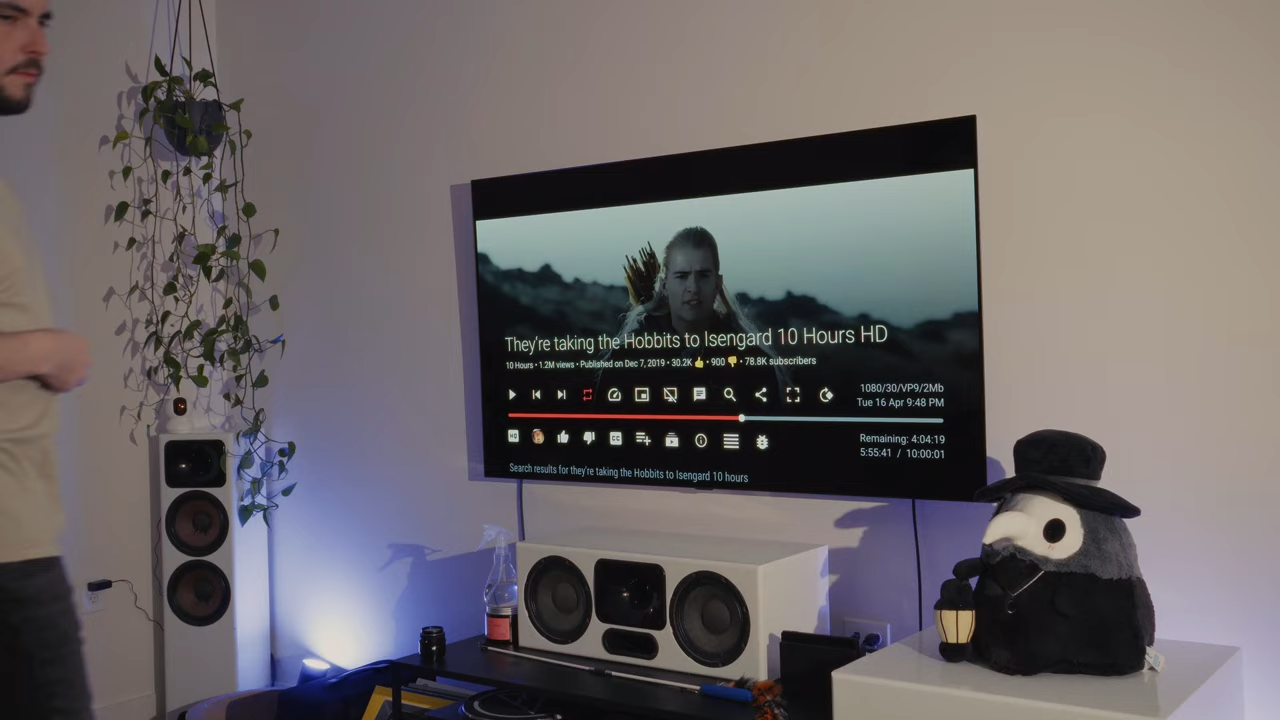 They're taking the Hobbits to Isengard 10 Hours HD
10 Hours • 1.2M views • Published on Dec 7, 2019 • 30.2K 👍 • 900 👎 • 78.8K subscribers
1080/30/VP9/2Mb
Tue 16 Apr 9:48 PM
HQ
CC
Remaining: 4:04:19
5:55:41 / 10:00:01
Search results for they're taking the Hobbits to Isengard 10 hours